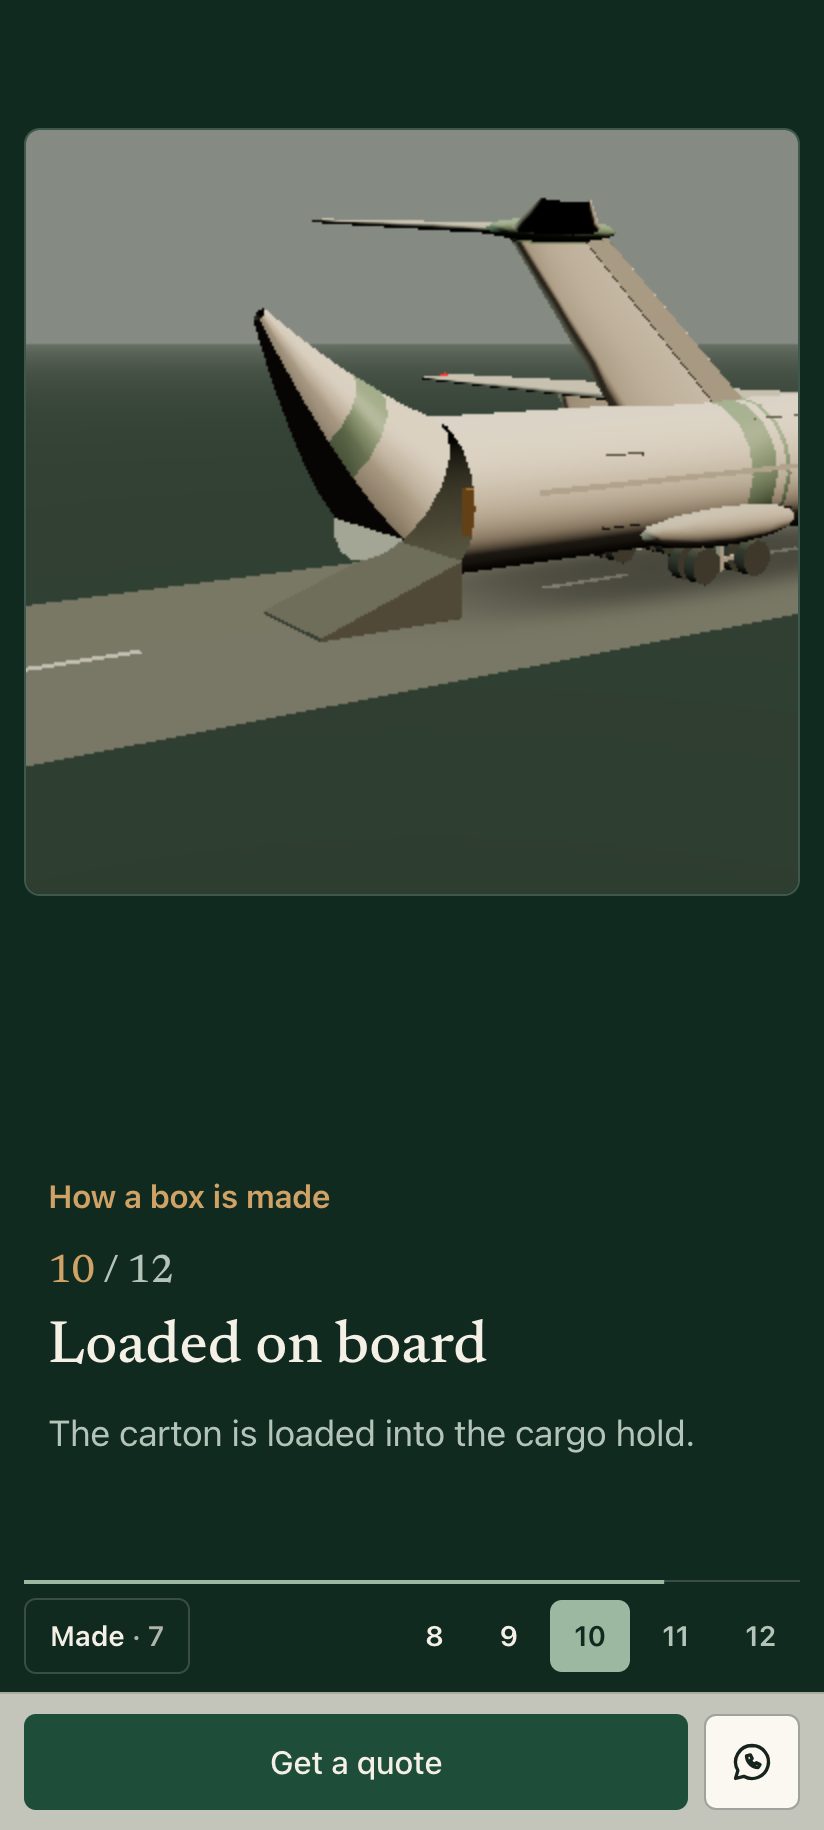 How a box is made
10 / 12
Loaded on board
The carton is loaded into the cargo hold.
Made · 7
8
9
10
11
12
Get a quote